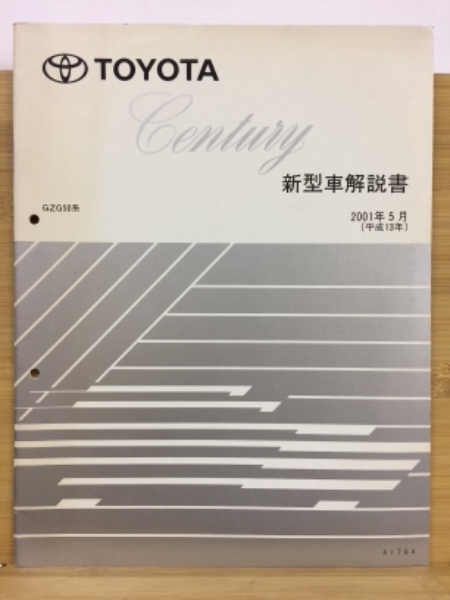 TOYOTA
Century
新型車解説書
GZG50系
2001年5月
(平成13年)
61764